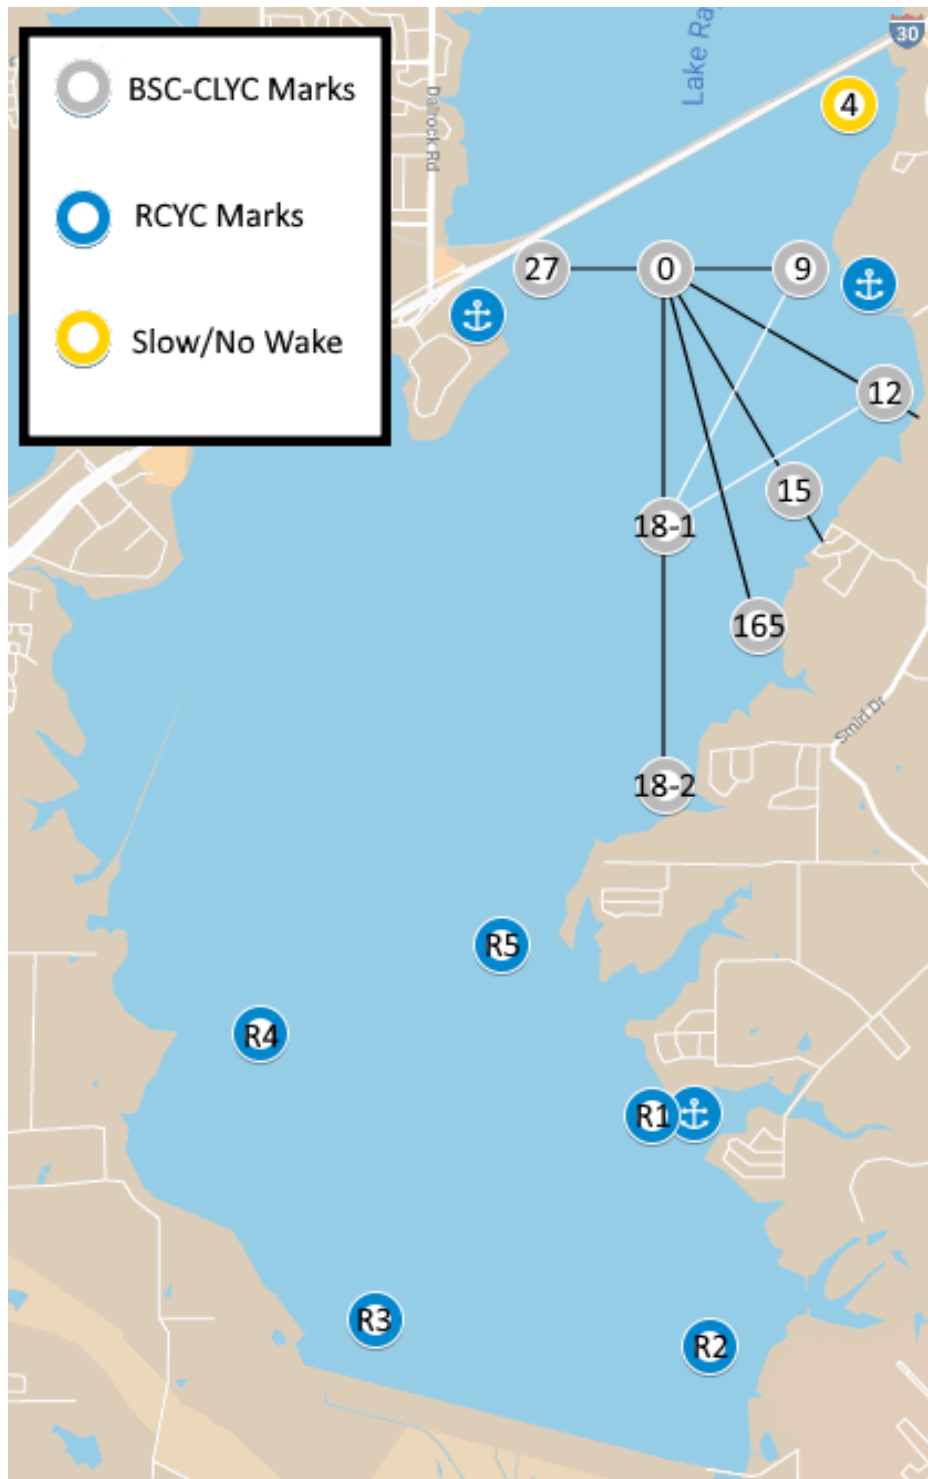 BSC-CLYC Marks
RCYC Marks
Slow/No Wake
Dalrock Rd
Lake Ra
30
4
27
0
9
12
15
18-1
165
Smirl Dr
18-2
R5
R4
R1
R3
R2